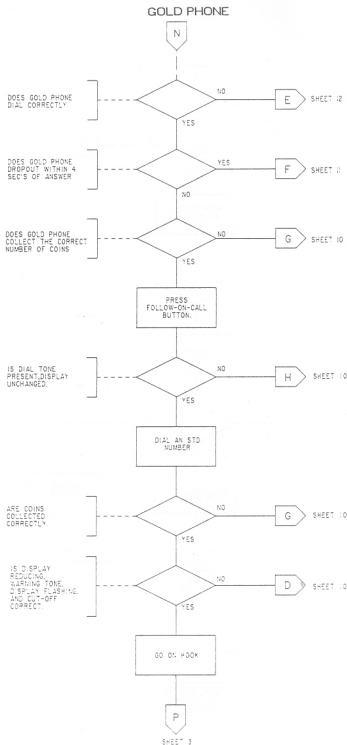 GOLD PHONE
N
DOES GOLD PHONE
DIAL CORRECTLY
NO
E
SHEET 12
YES
DOES GOLD PHONE
DROPOUT WITHIN 4
SEC'S OF ANSWER
YES
F
SHEET 11
NO
DOES GOLD PHONE
COLLECT THE CORRECT
NUMBER OF COINS
NO
G
SHEET 10
YES
PRESS
FOLLOW-ON-CALL
BUTTON.
IS DIAL TONE
PRESENT,DISPLAY
UNCHANGED.
NO
H
SHEET 10
YES
DIAL AN STD
NUMBER
ARE COINS
COLLECTED
CORRECTLY
NO
G
SHEET 10
YES
IS DISPLAY
REDUCING,
WARNING TONE,
DISPLAY FLASHING,
AND CUT-OFF
CORRECT
NO
D
SHEET 10
YES
GO ON HOOK
P
SHEET 3